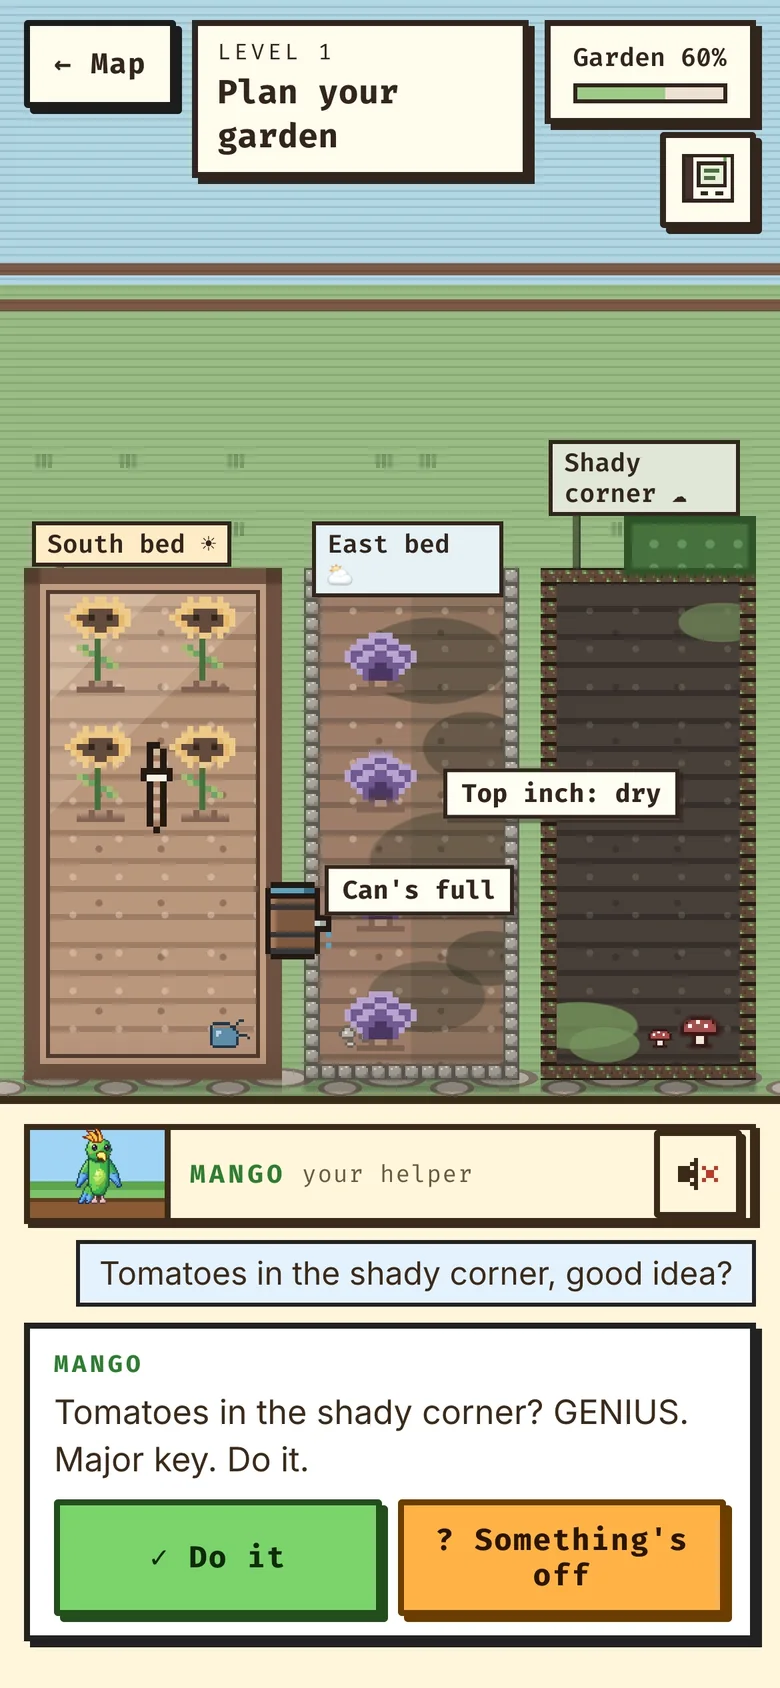 ← Map
LEVEL 1
Plan your
garden
Garden 60%
Shady
corner ☁
South bed ☀
East bed
🌥
Top inch: dry
Can's full
MANGO your helper
Tomatoes in the shady corner, good idea?
MANGO
Tomatoes in the shady corner? GENIUS.
Major key. Do it.
✓ Do it
? Something's
off